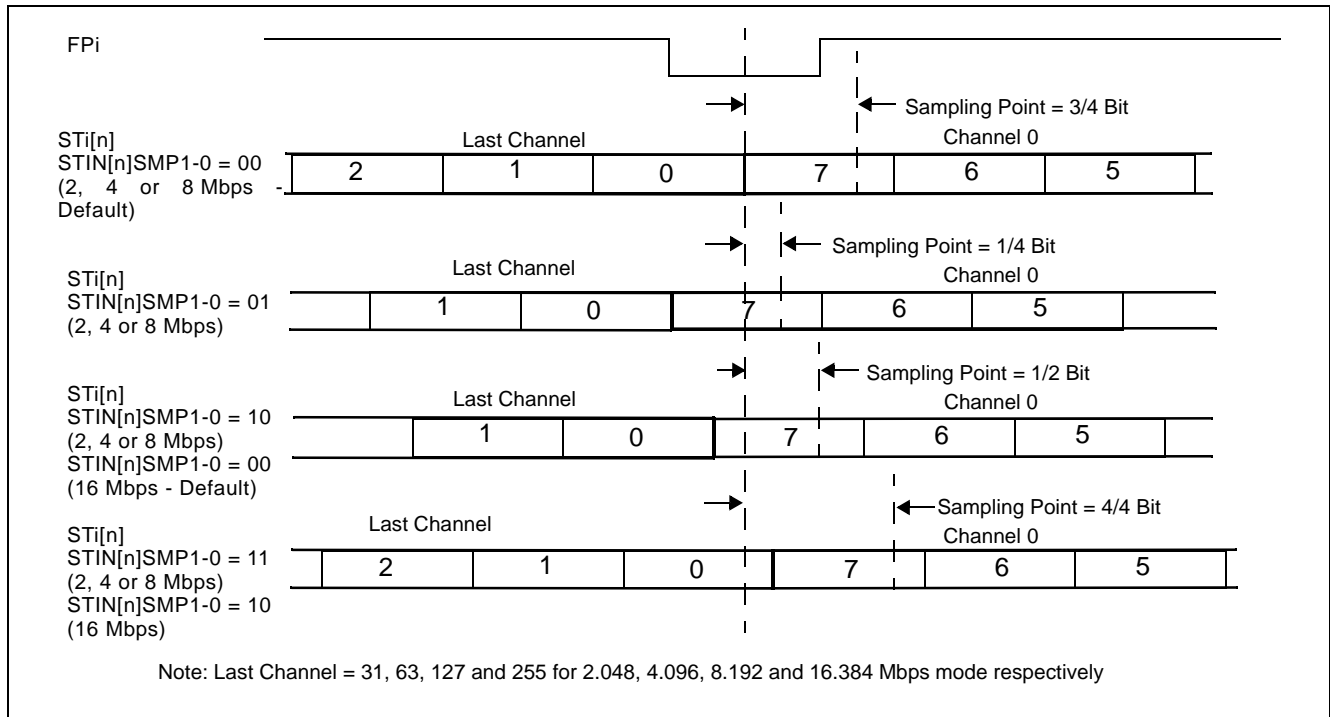 FPi
Sampling Point = 3/4 Bit
STi[n]
STIN[n]SMP1-0 = 00
(2, 4 or 8 Mbps -
Default)
Last Channel
Channel 0
2 1 0 7 6 5
Sampling Point = 1/4 Bit
STi[n]
STIN[n]SMP1-0 = 01
(2, 4 or 8 Mbps)
Last Channel
Channel 0
1 0 7 6 5
Sampling Point = 1/2 Bit
STi[n]
STIN[n]SMP1-0 = 10
(2, 4 or 8 Mbps)
STIN[n]SMP1-0 = 00
(16 Mbps - Default)
Last Channel
Channel 0
1 0 7 6 5
Sampling Point = 4/4 Bit
STi[n]
STIN[n]SMP1-0 = 11
(2, 4 or 8 Mbps)
STIN[n]SMP1-0 = 10
(16 Mbps)
Last Channel
Channel 0
2 1 0 7 6 5
Note: Last Channel = 31, 63, 127 and 255 for 2.048, 4.096, 8.192 and 16.384 Mbps mode respectively